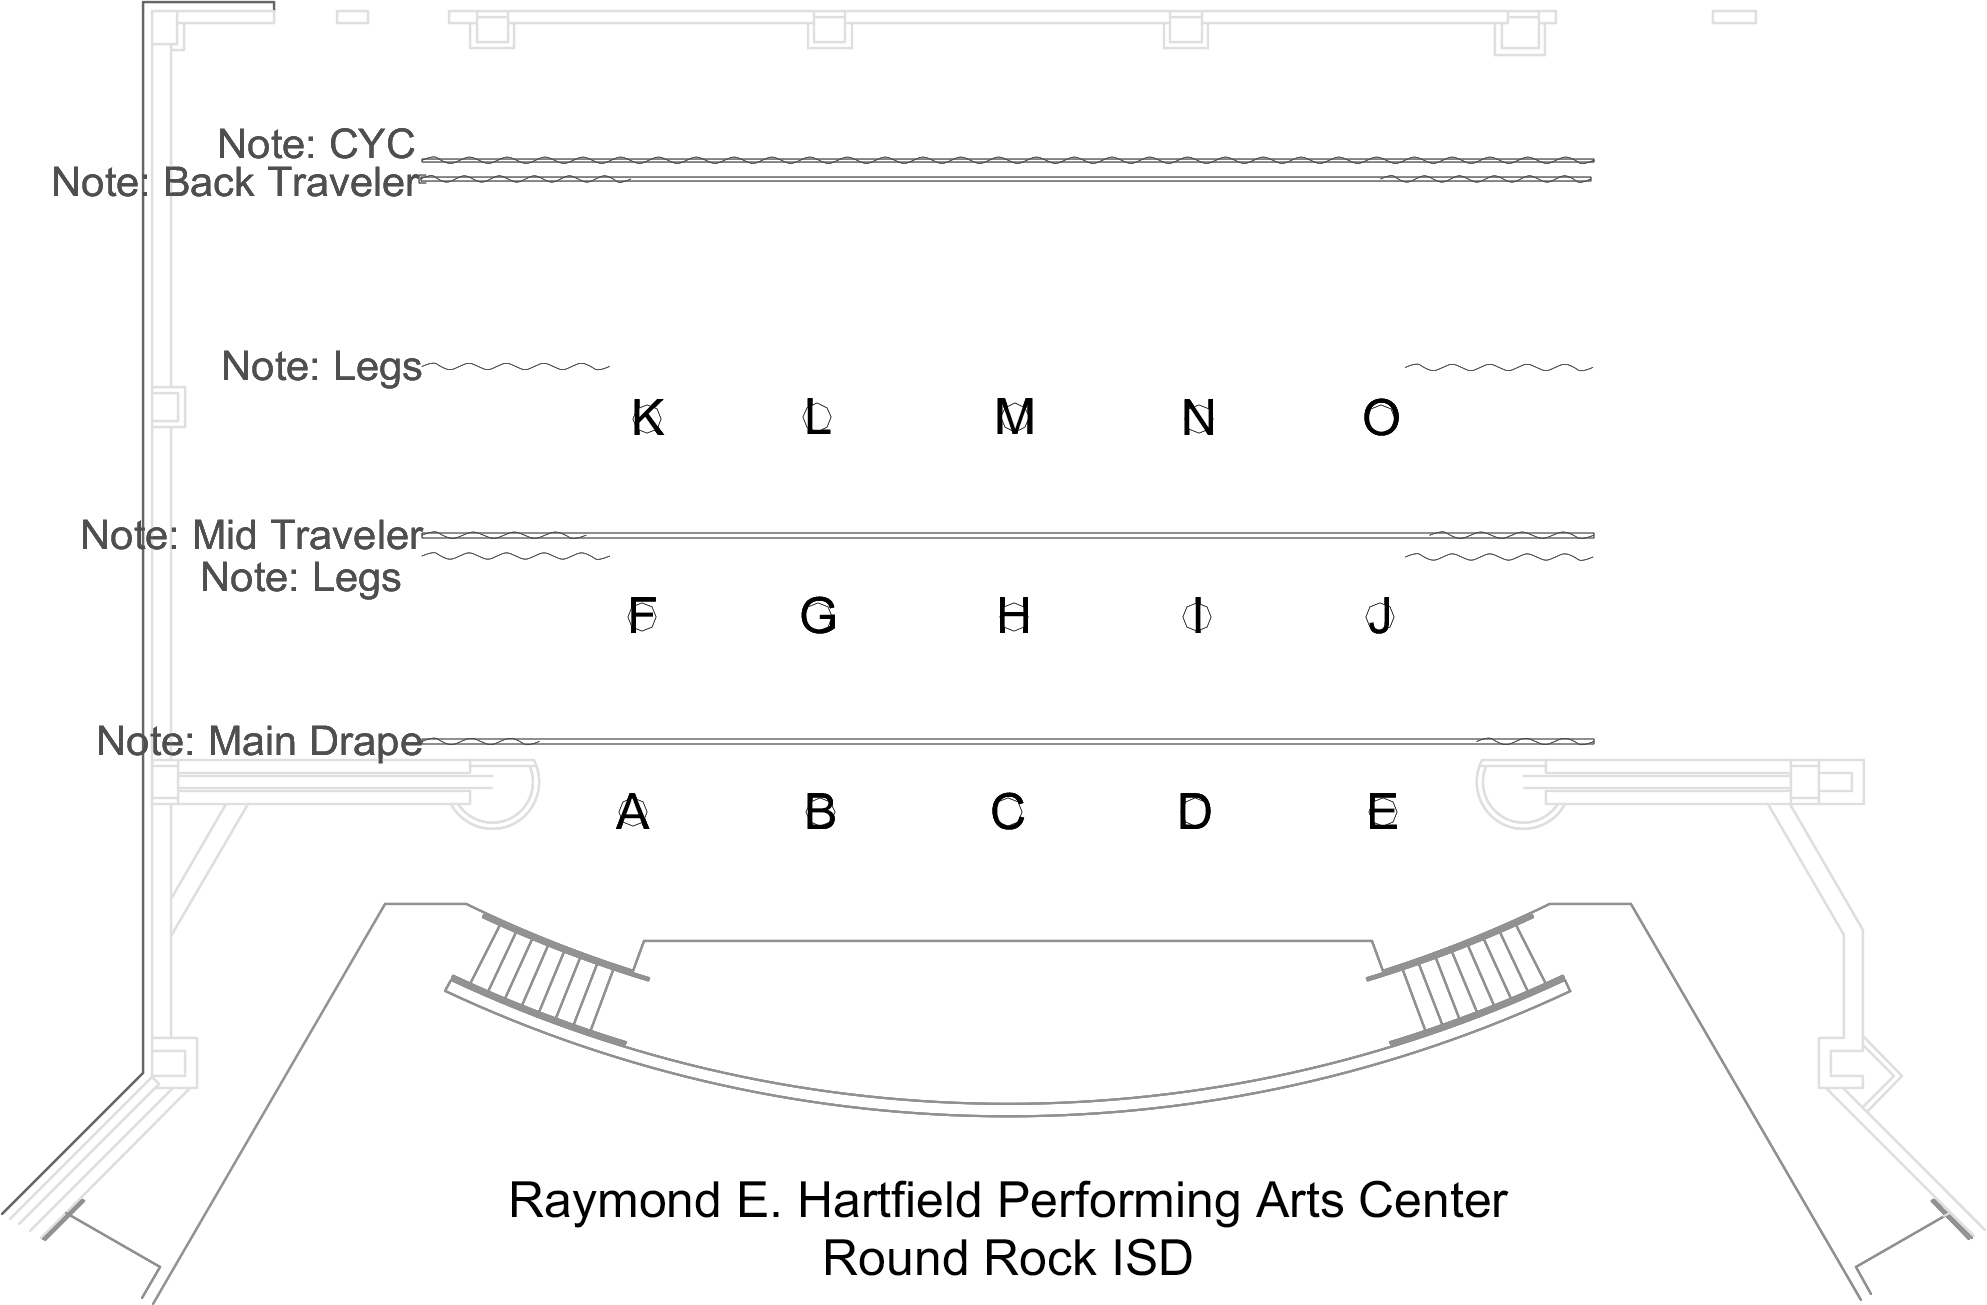 Note: CYC
Note: Back Traveler
Note: Legs
K L M N O
Note: Mid Traveler
Note: Legs
F G H I J
Note: Main Drape
A B C D E
Raymond E. Hartfield Performing Arts Center
Round Rock ISD